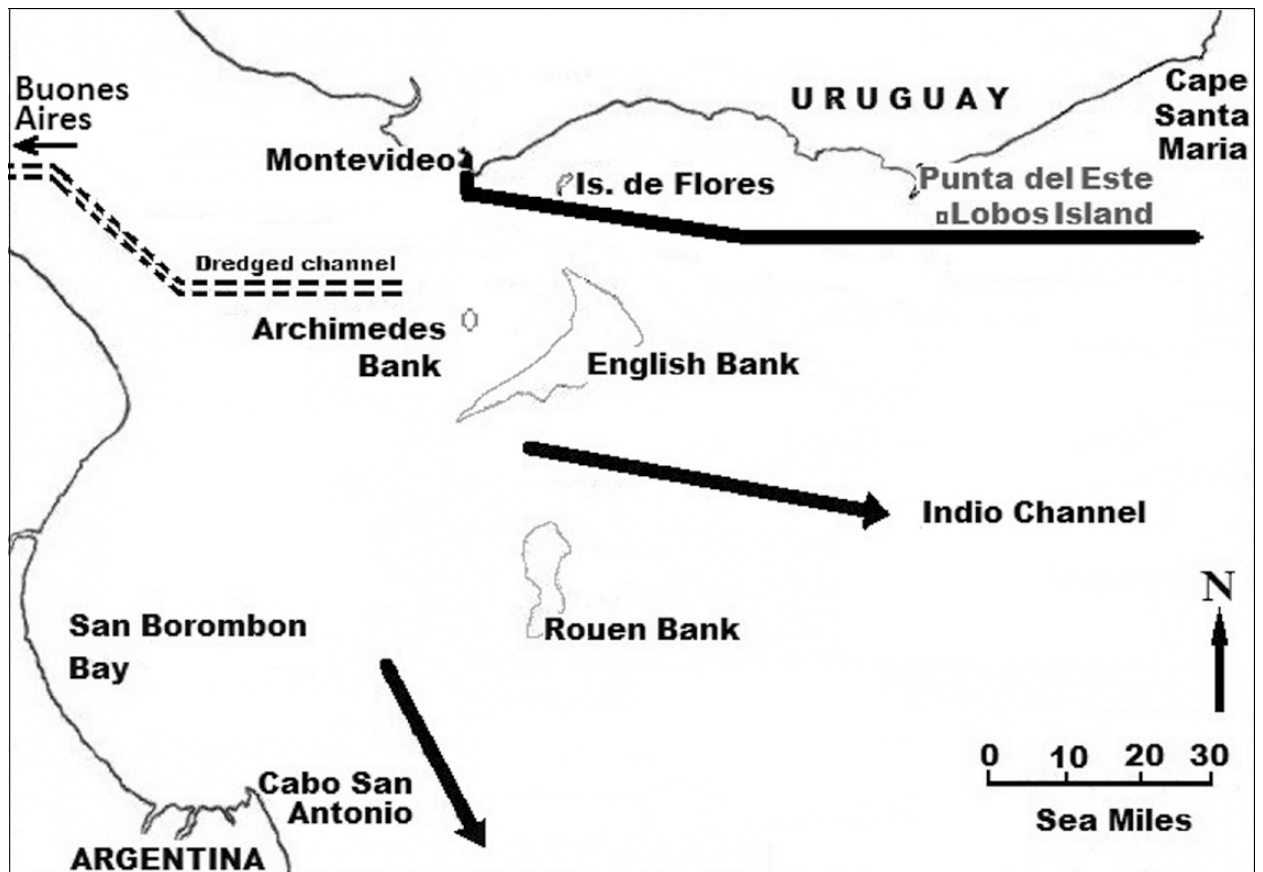 Buones
Aires
URUGUAY
Cape
Santa
Maria
Montevideo
Is. de Flores
Punta del Este
Lobos Island
Dredged channel
Archimedes
Bank
English Bank
Indio Channel
San Borombon
Bay
Rouen Bank
N
0 10 20 30
Sea Miles
Cabo San
Antonio
ARGENTINA